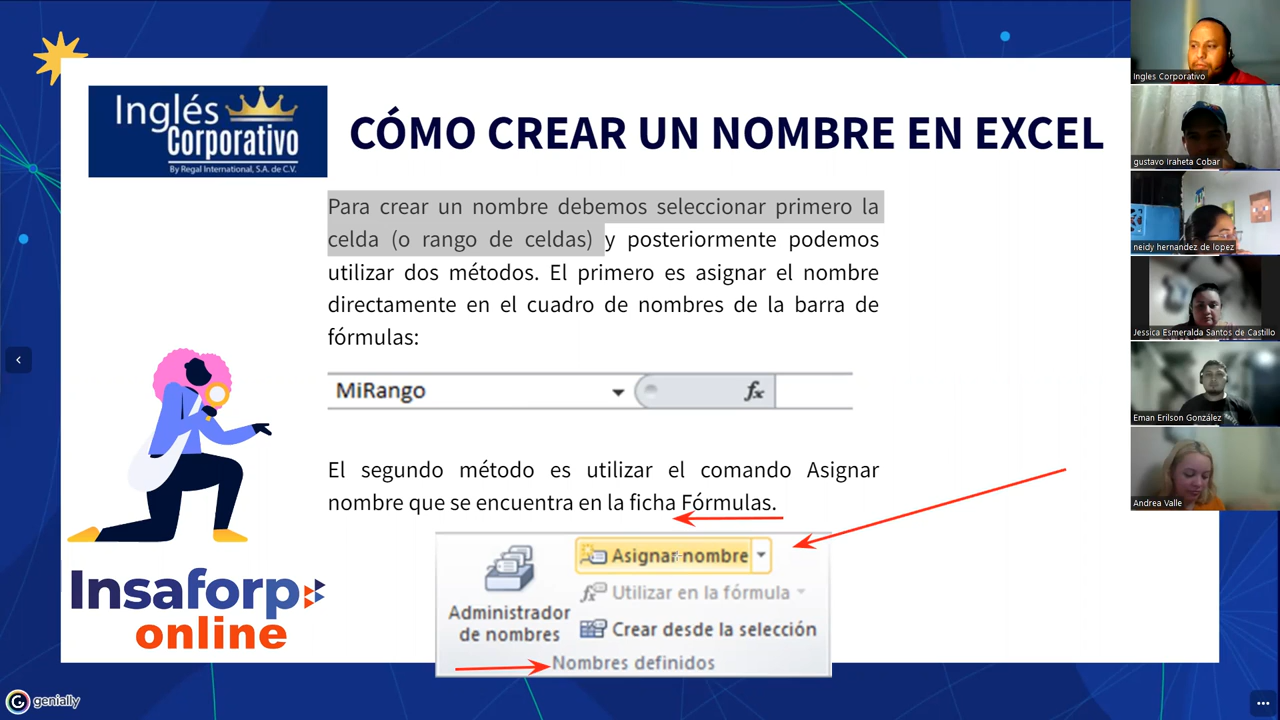 Inglés
Corporativo
By Regal International, S.A. de C.V.
CÓMO CREAR UN NOMBRE EN EXCEL
Para crear un nombre debemos seleccionar primero la
celda (o rango de celdas) y posteriormente podemos
utilizar dos métodos. El primero es asignar el nombre
directamente en el cuadro de nombres de la barra de
fórmulas:
MiRango
fx
El segundo método es utilizar el comando Asignar
nombre que se encuentra en la ficha Fórmulas.
Administrador
de nombres
Asignar nombre
Utilizar en la fórmula
Crear desde la selección
Nombres definidos
Insaforp
online
genially
Ingles Corporativo
gustavo Iraheta Cobar
neidy hernandez de lopez
Jessica Esmeralda Santos de Castillo
Eman Erilson González
Andrea Valle